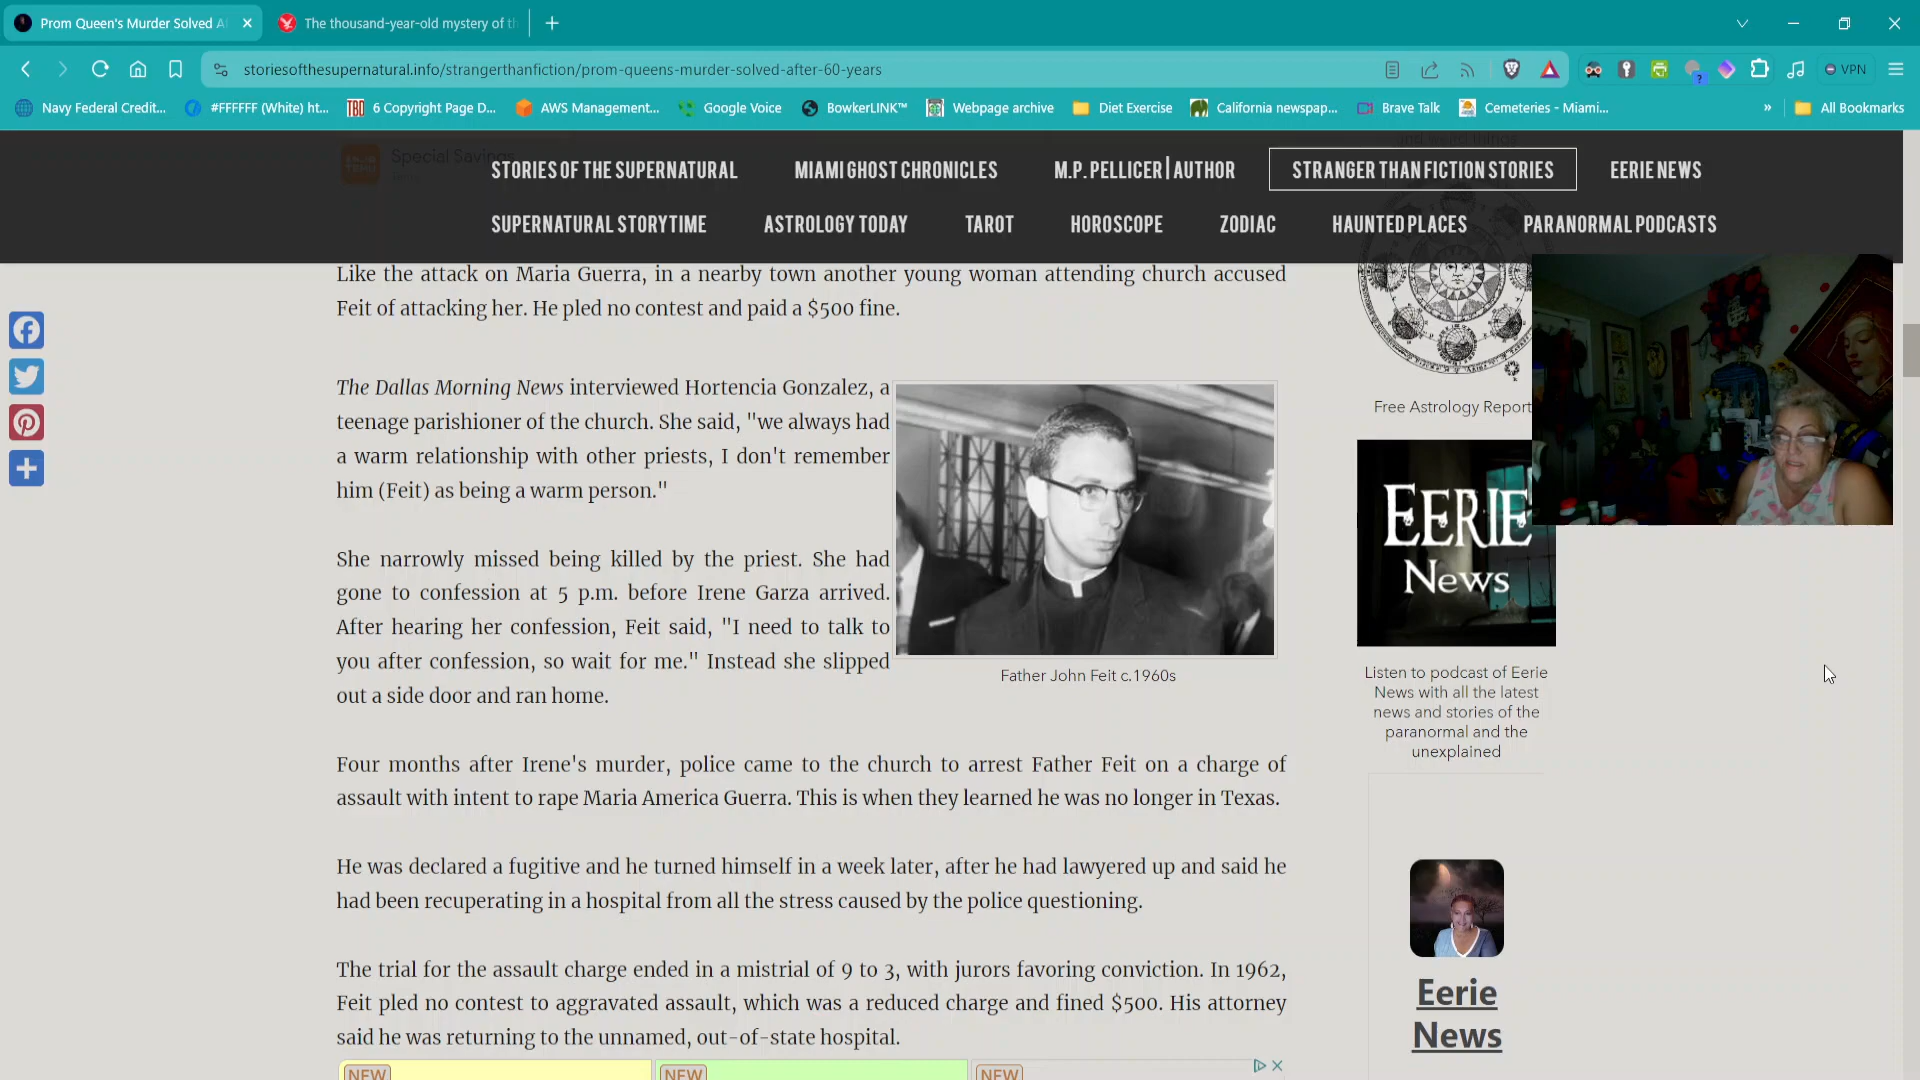 Prom Queen's Murder Solved A
The thousand-year-old mystery of t
storiesofthesupernatural.info/strangerthanfiction/prom-queens-murder-solved-after-60-years
VPN
Navy Federal Credit...
#FFFFFF (White) ht...
6 Copyright Page D...
AWS Management...
Google Voice
BowkerLINK™
Webpage archive
Diet Exercise
California newspap...
Brave Talk
Cemeteries - Miami...
»
All Bookmarks
and weird things
Special Savings
STORIES OF THE SUPERNATURAL
MIAMI GHOST CHRONICLES
M.P. PELLICER | AUTHOR
STRANGER THAN FICTION STORIES
EERIE NEWS
SUPERNATURAL STORYTIME
ASTROLOGY TODAY
TAROT
HOROSCOPE
ZODIAC
HAUNTED PLACES
PARANORMAL PODCASTS
Like the attack on Maria Guerra, in a nearby town another young woman attending church accused
Feit of attacking her. He pled no contest and paid a $500 fine.
The Dallas Morning News interviewed Hortencia Gonzalez, a
teenage parishioner of the church. She said, "we always had
a warm relationship with other priests, I don't remember
him (Feit) as being a warm person."
She narrowly missed being killed by the priest. She had
gone to confession at 5 p.m. before Irene Garza arrived.
After hearing her confession, Feit said, "I need to talk to
you after confession, so wait for me." Instead she slipped
out a side door and ran home.
Father John Feit c.1960s
Four months after Irene's murder, police came to the church to arrest Father Feit on a charge of
assault with intent to rape Maria America Guerra. This is when they learned he was no longer in Texas.
He was declared a fugitive and he turned himself in a week later, after he had lawyered up and said he
had been recuperating in a hospital from all the stress caused by the police questioning.
The trial for the assault charge ended in a mistrial of 9 to 3, with jurors favoring conviction. In 1962,
Feit pled no contest to aggravated assault, which was a reduced charge and fined $500. His attorney
said he was returning to the unnamed, out-of-state hospital.
NEW
NEW
NEW
Free Astrology Report
EERIE
News
Listen to podcast of Eerie
News with all the latest
news and stories of the
paranormal and the
unexplained
Eerie
News